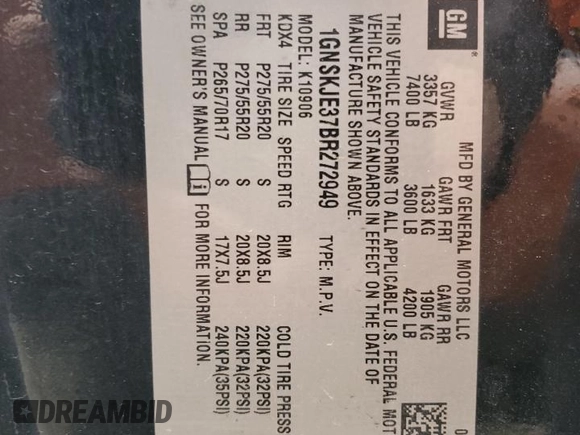 GM
MFD BY GENERAL MOTORS LLC
GVWR GAWR FRT GAWR RR
3357 KG 1633 KG 1905 KG
7400 LB 3600 LB 4200 LB
THIS VEHICLE CONFORMS TO ALL APPLICABLE U.S. FEDERAL MOT
VEHICLE SAFETY STANDARDS IN EFFECT ON THE DATE OF
MANUFACTURE SHOWN ABOVE.
1GNSKJE37BR272949 TYPE: M.P.V.
MODEL: K10906
KDX4 TIRE SIZE SPEED RTG RIM COLD TIRE PRESS
FRT P275/55R20 S 20X8.5J 220KPA(32PSI)
RR P275/55R20 S 20X8.5J 220KPA(32PSI)
SPA P265/70R17 S 17X7.5J 240KPA(35PSI)
SEE OWNER'S MANUAL FOR MORE INFORMATION.
DREAMBID